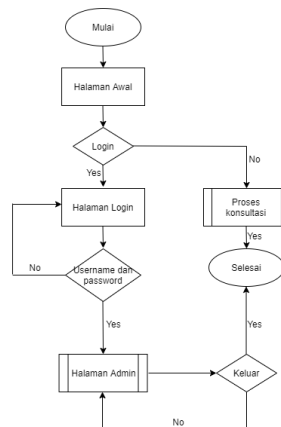 Mulai
Halaman Awal
Login
No
Yes
Halaman Login
Proses
konsultasi
Yes
No
Username dan
password
Selesai
Yes
Yes
Halaman Admin
Keluar
No